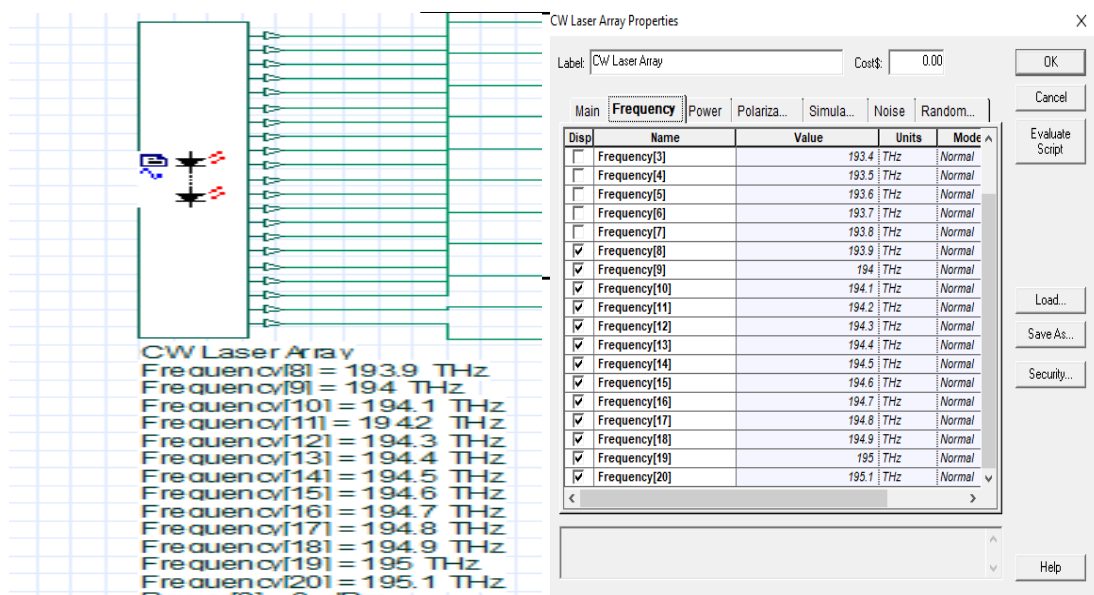 CW Laser Array
Frequency[8] = 193.9 THz
Frequency[9] = 194 THz
Frequency[10] = 194.1 THz
Frequency[11] = 194.2 THz
Frequency[12] = 194.3 THz
Frequency[13] = 194.4 THz
Frequency[14] = 194.5 THz
Frequency[15] = 194.6 THz
Frequency[16] = 194.7 THz
Frequency[17] = 194.8 THz
Frequency[18] = 194.9 THz
Frequency[19] = 195 THz
Frequency[20] = 195.1 THz
CW Laser Array Properties X
Label: CW Laser Array Cost$: 0.00 OK
Cancel
Main Frequency Power Polariza... Simula... Noise Random...
Evaluate
Script
Disp Name Value Units Mode
Frequency[3] 193.4 THz Normal
Frequency[4] 193.5 THz Normal
Frequency[5] 193.6 THz Normal
Frequency[6] 193.7 THz Normal
Frequency[7] 193.8 THz Normal
Frequency[8] 193.9 THz Normal
Frequency[9] 194 THz Normal
Frequency[10] 194.1 THz Normal
Frequency[11] 194.2 THz Normal
Frequency[12] 194.3 THz Normal
Frequency[13] 194.4 THz Normal
Frequency[14] 194.5 THz Normal
Frequency[15] 194.6 THz Normal
Frequency[16] 194.7 THz Normal
Frequency[17] 194.8 THz Normal
Frequency[18] 194.9 THz Normal
Frequency[19] 195 THz Normal
Frequency[20] 195.1 THz Normal
Load...
Save As...
Security...
Help